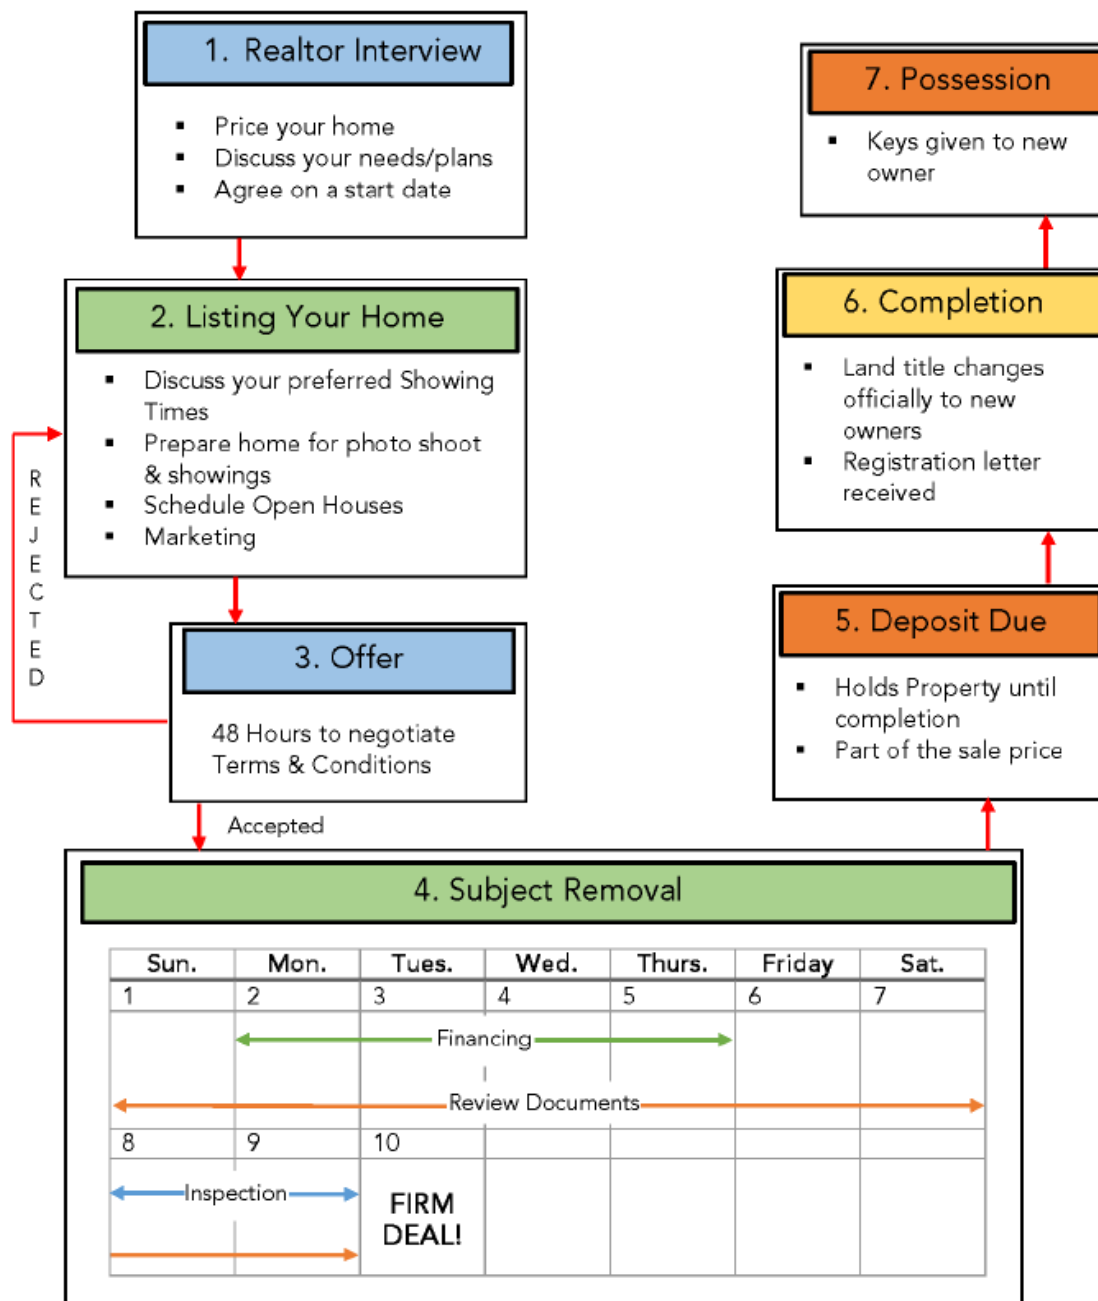 1. Realtor Interview
▪ Price your home
▪ Discuss your needs/plans
▪ Agree on a start date
2. Listing Your Home
▪ Discuss your preferred Showing
Times
▪ Prepare home for photo shoot
& showings
▪ Schedule Open Houses
▪ Marketing
REJECTED
3. Offer
48 Hours to negotiate
Terms & Conditions
Accepted
4. Subject Removal
Sun. Mon. Tues. Wed. Thurs. Friday Sat.
1 2 3 4 5 6 7
Financing
Review Documents
8 9 10
Inspection
FIRM
DEAL!
5. Deposit Due
▪ Holds Property until
completion
▪ Part of the sale price
6. Completion
▪ Land title changes
officially to new
owners
▪ Registration letter
received
7. Possession
▪ Keys given to new
owner